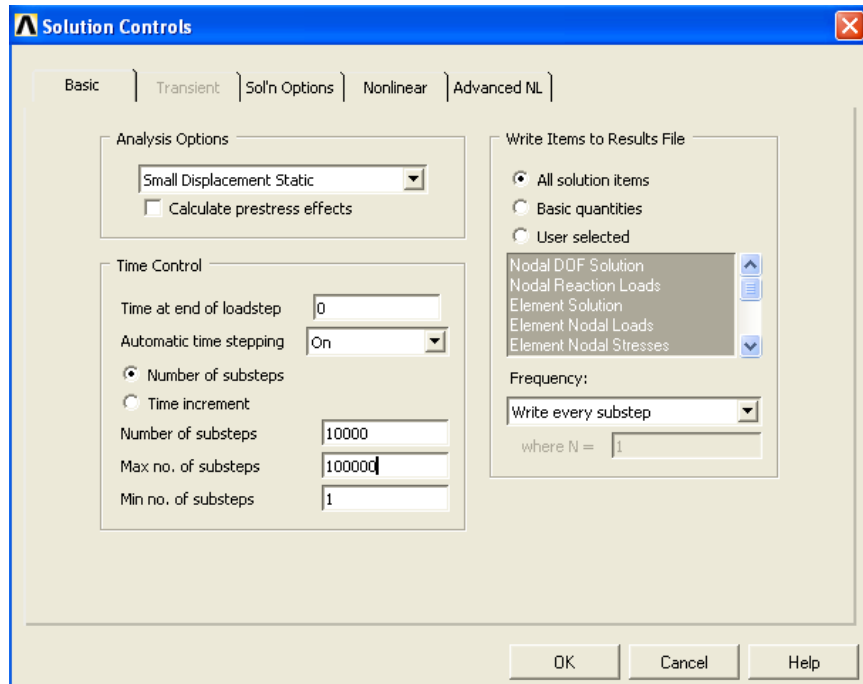 Solution Controls
Basic
Transient
Sol'n Options
Nonlinear
Advanced NL
Analysis Options
Small Displacement Static
Calculate prestress effects
Time Control
Time at end of loadstep 0
Automatic time stepping On
Number of substeps
Time increment
Number of substeps 10000
Max no. of substeps 100000
Min no. of substeps 1
Write Items to Results File
All solution items
Basic quantities
User selected
Nodal DOF Solution
Nodal Reaction Loads
Element Solution
Element Nodal Loads
Element Nodal Stresses
Frequency:
Write every substep
where N = 1
OK
Cancel
Help